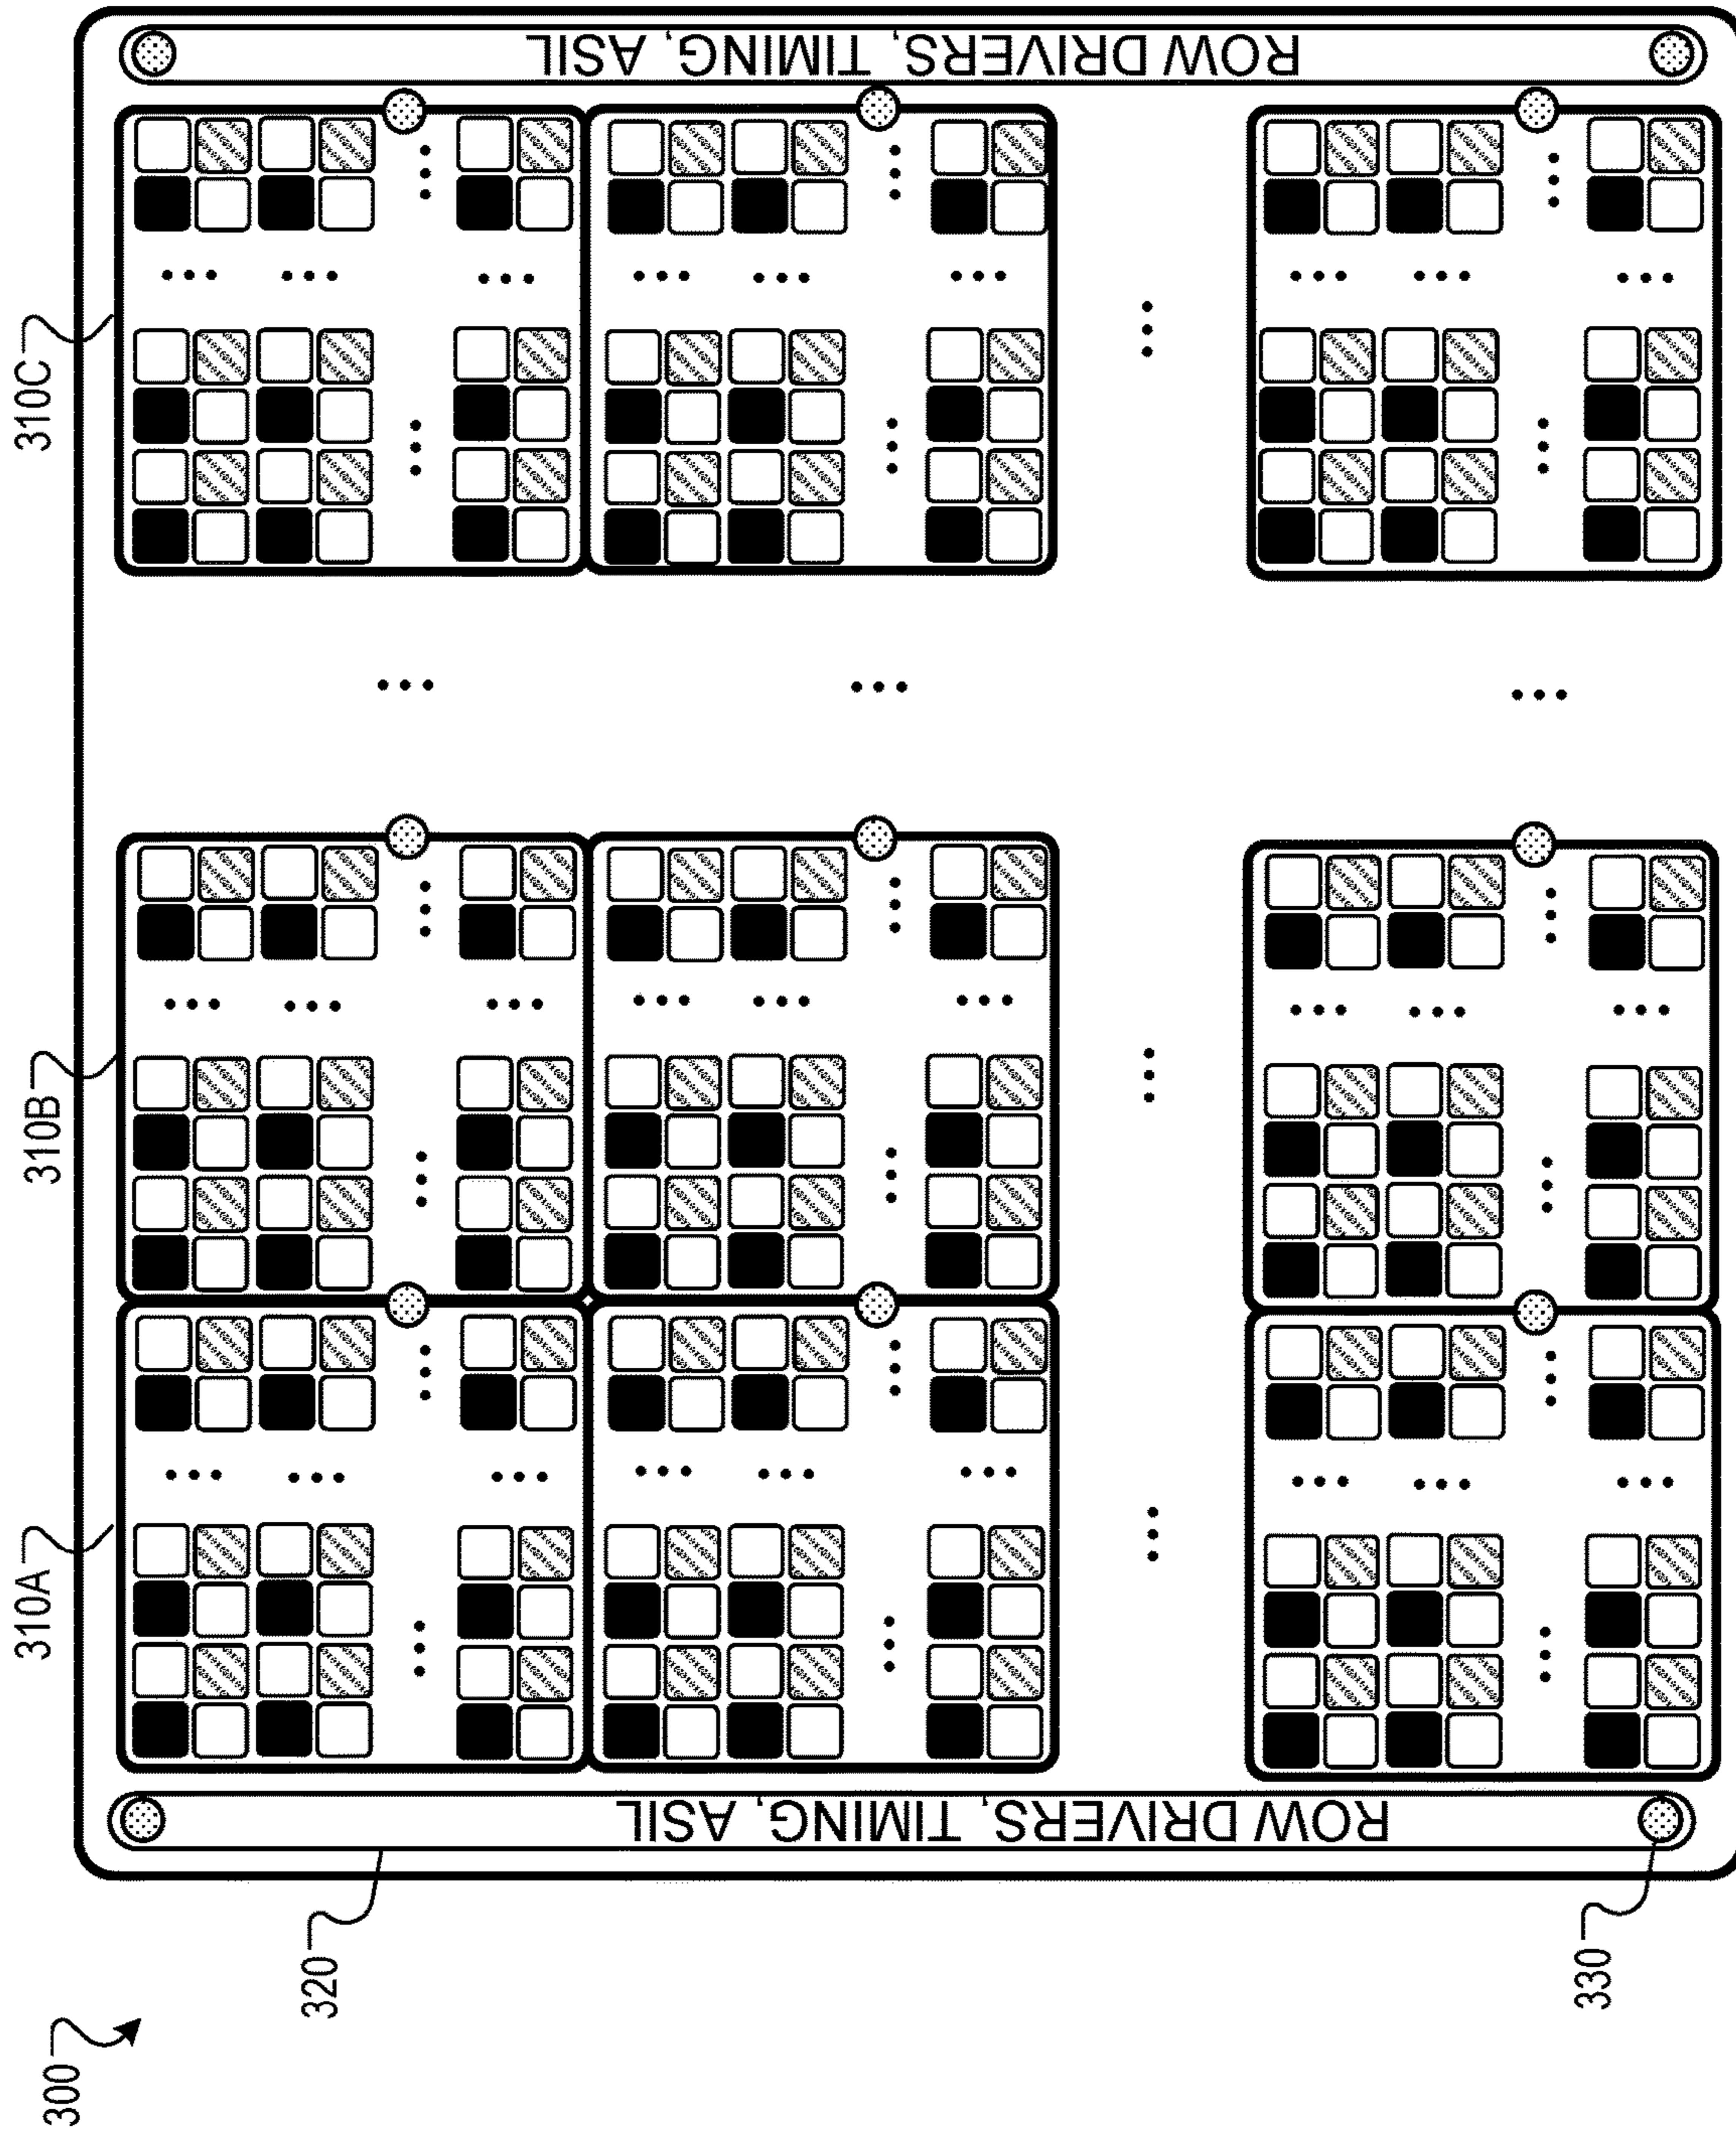 300
310A
310B
310C
320
ROW DRIVERS, TIMING, ASIL
ROW DRIVERS, TIMING, ASIL
330